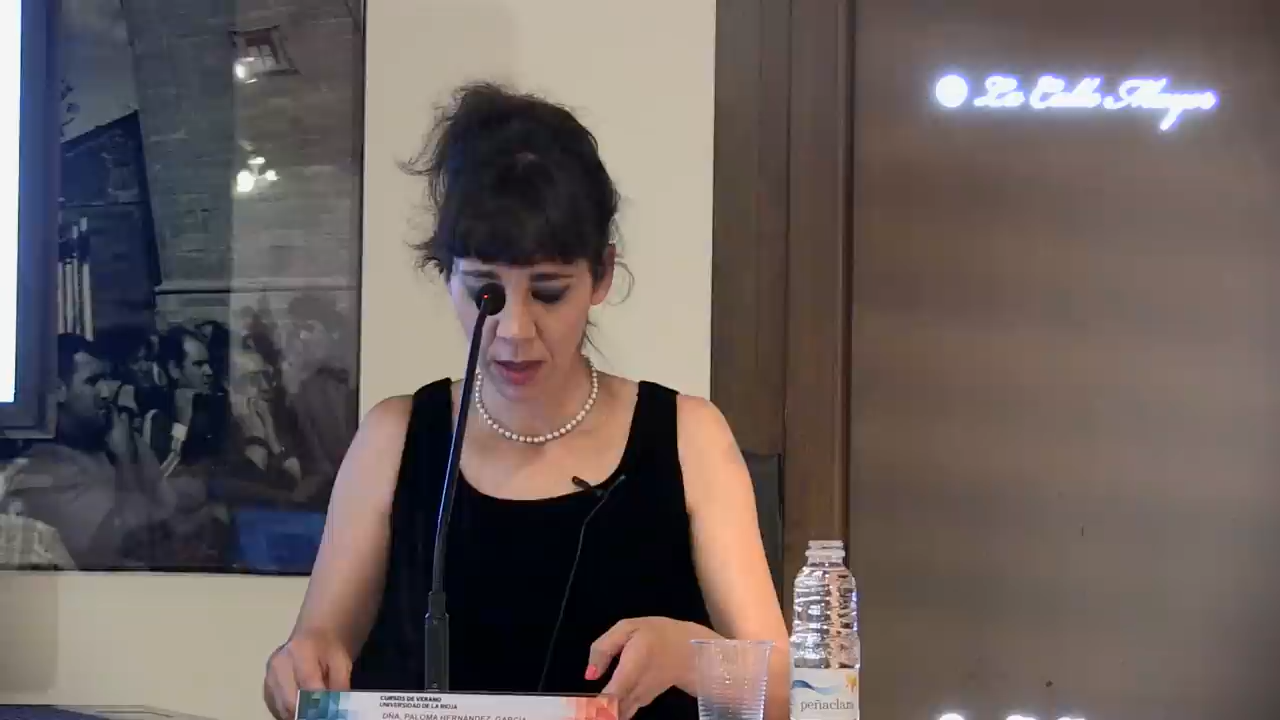 La Calle Mayor
CURSOS DE VERANO
UNIVERSIDAD DE LA RIOJA
DÑA. PALOMA HERNÁNDEZ GARCÍA
peñaclara